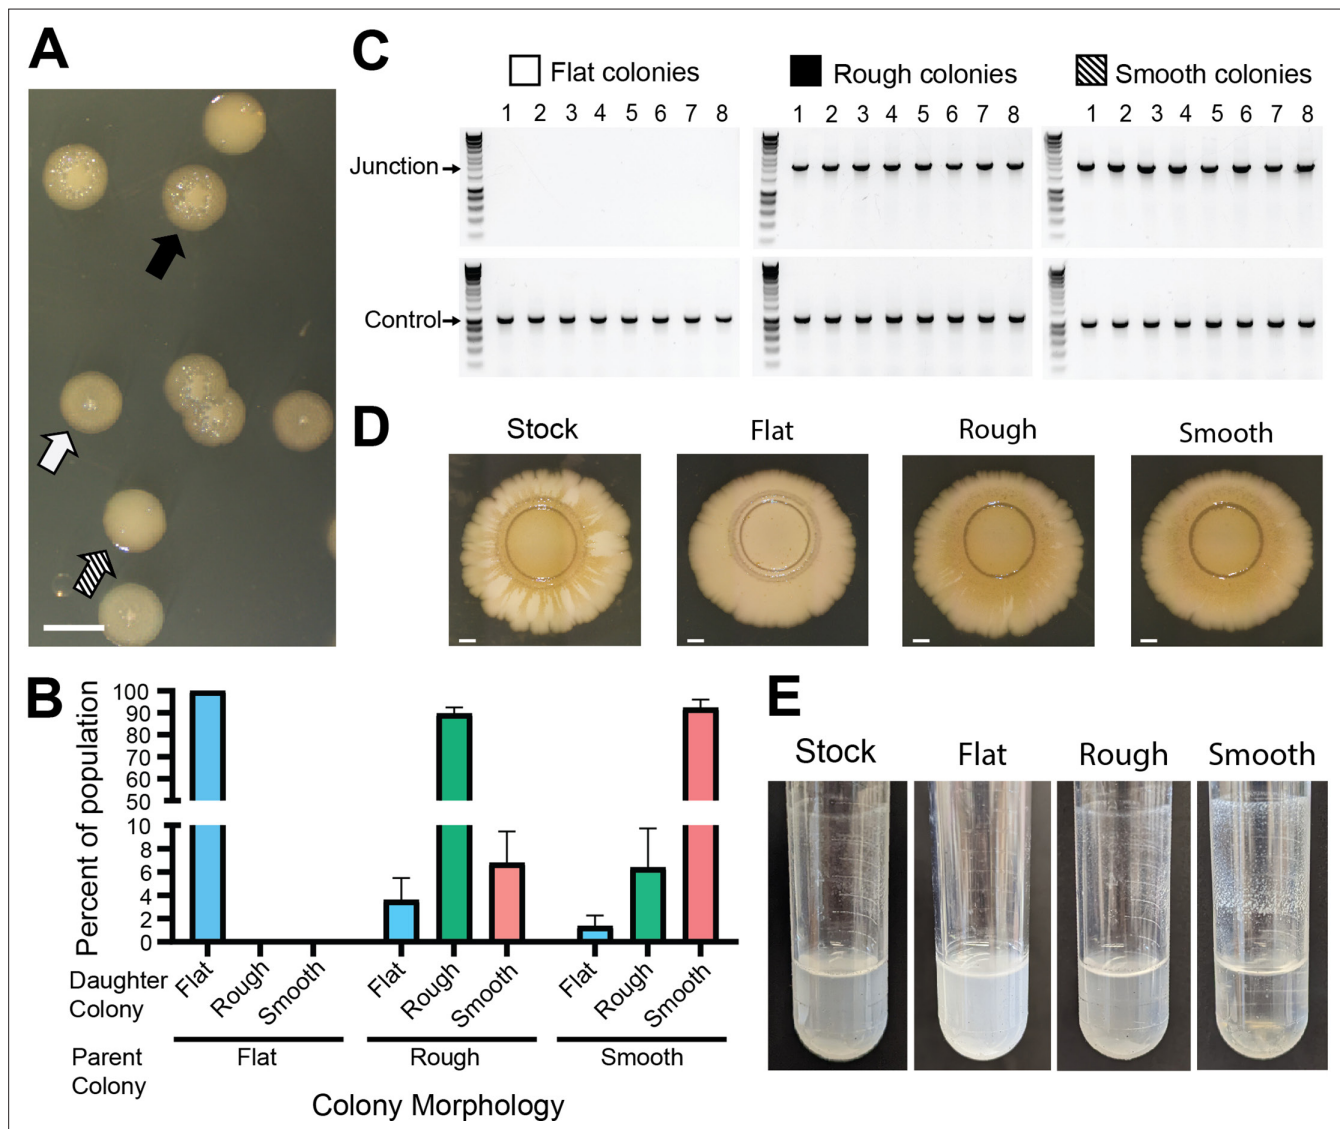 A
C
Flat colonies
Rough colonies
Smooth colonies
1 2 3 4 5 6 7 8
1 2 3 4 5 6 7 8
1 2 3 4 5 6 7 8
Junction
Control
D
Stock
Flat
Rough
Smooth
B
Percent of population
100
90
80
70
60
50
10
8
6
4
2
0
Daughter Colony
Flat
Rough
Smooth
Flat
Rough
Smooth
Flat
Rough
Smooth
Parent Colony
Flat
Rough
Smooth
Colony Morphology
E
Stock
Flat
Rough
Smooth